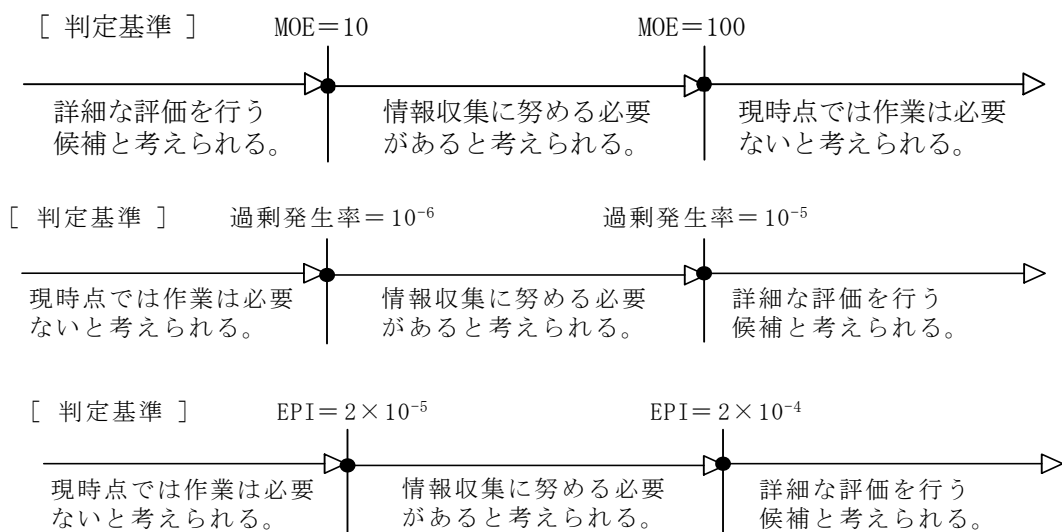 [ 判定基準 ] MOE=10 MOE=100
詳細な評価を行う
候補と考えられる。
情報収集に努める必要
があると考えられる。
現時点では作業は必要
ないと考えられる。
[ 判定基準 ] 過剰発生率=10⁻⁶ 過剰発生率=10⁻⁵
現時点では作業は必要
ないと考えられる。
情報収集に努める必要
があると考えられる。
詳細な評価を行う
候補と考えられる。
[ 判定基準 ] EPI=2×10⁻⁵ EPI=2×10⁻⁴
現時点では作業は必要
ないと考えられる。
情報収集に努める必要
があると考えられる。
詳細な評価を行う
候補と考えられる。